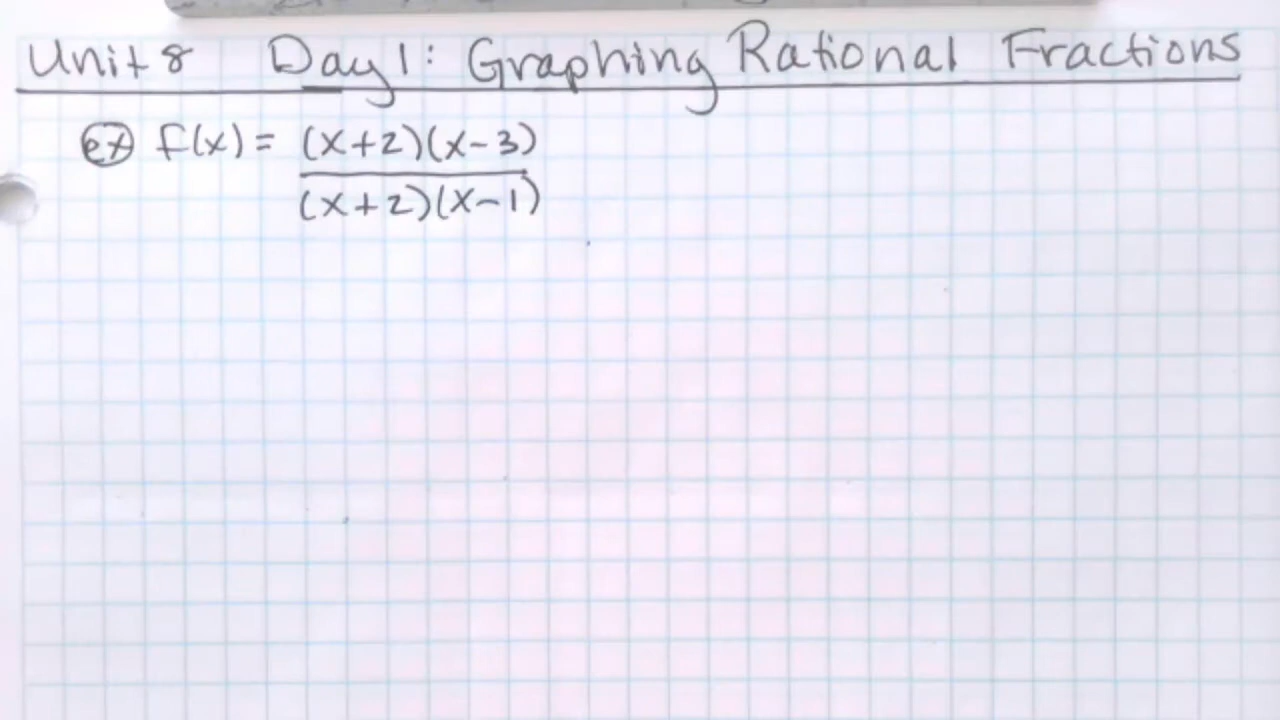 Unit 8 Day 1: Graphing Rational Fractions
ex f(x) = (x+2)(x-3)
(x+2)(x-1)